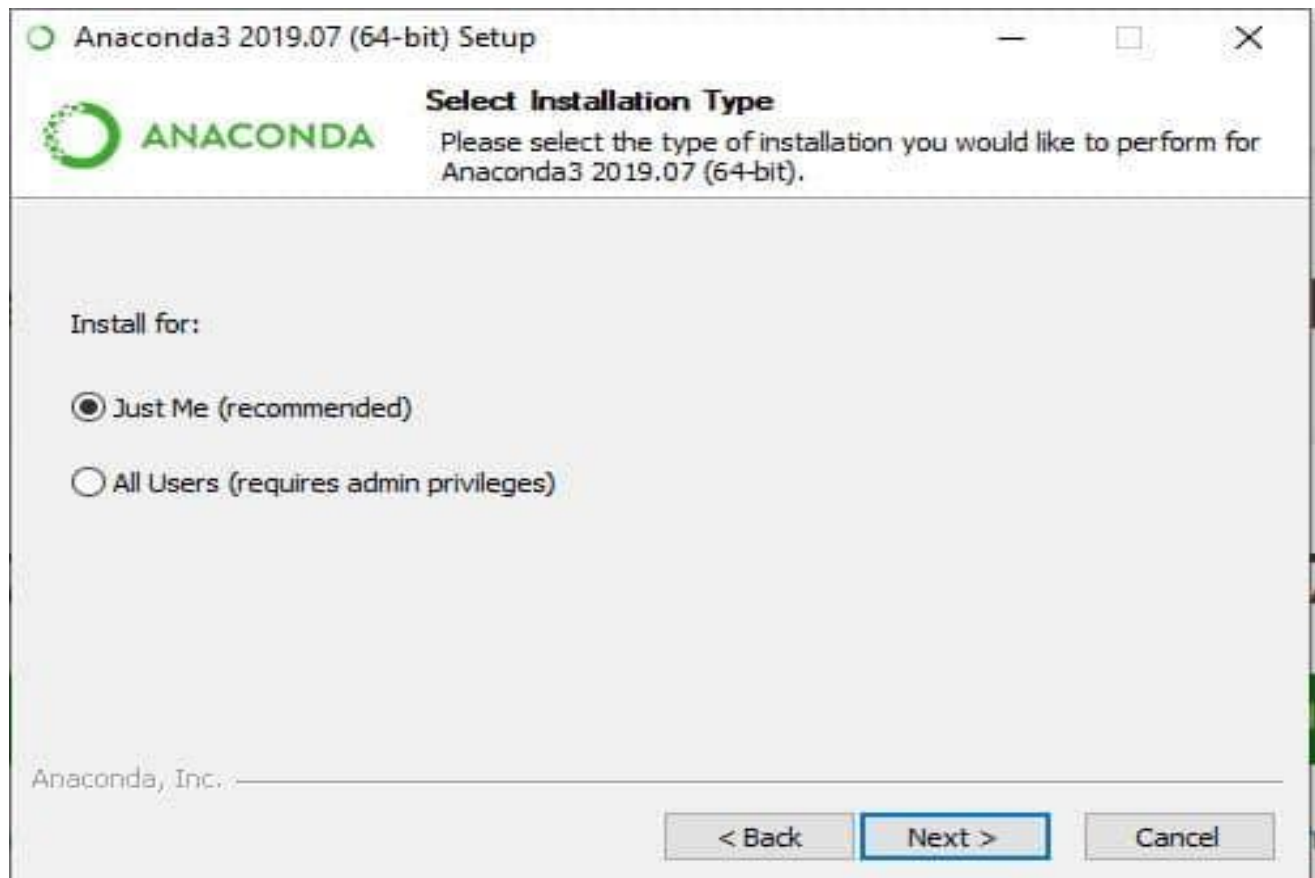 Anaconda3 2019.07 (64-bit) Setup
ANACONDA
Select Installation Type
Please select the type of installation you would like to perform for
Anaconda3 2019.07 (64-bit).
Install for:
Just Me (recommended)
All Users (requires admin privileges)
Anaconda, Inc.
< Back
Next >
Cancel